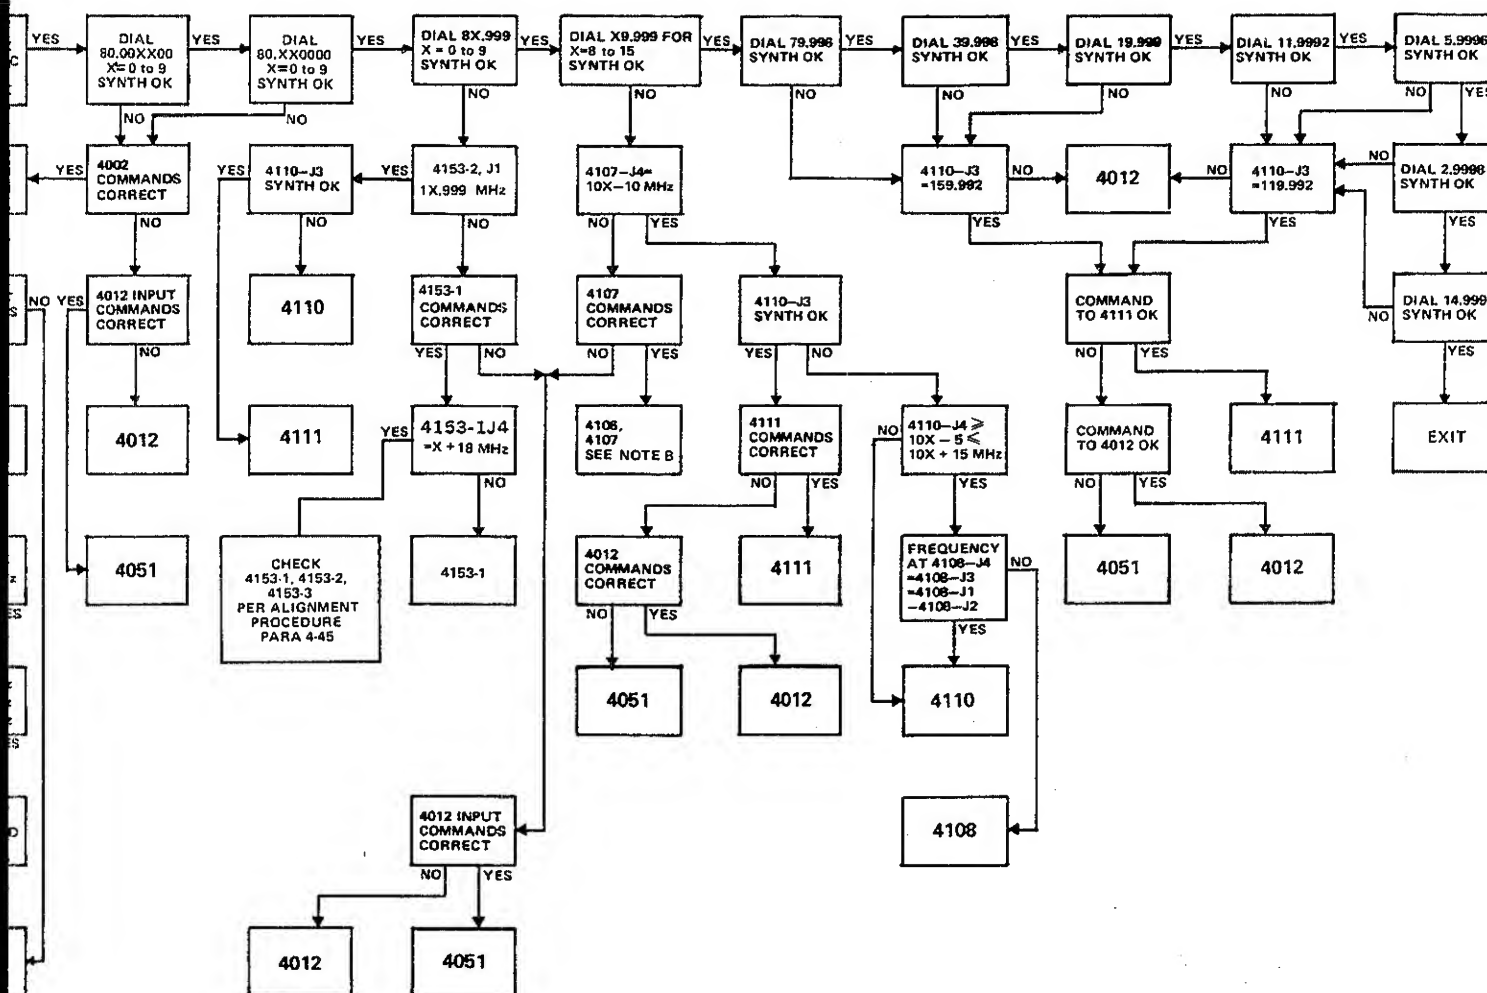 YES
DIAL
80.00XX00
X=0 to 9
SYNTH OK
YES
DIAL
80.XX0000
X=0 to 9
SYNTH OK
YES
DIAL 8X.999
X = 0 to 9
SYNTH OK
YES
DIAL X9.999 FOR
X=8 to 15
SYNTH OK
YES
DIAL 79.998
SYNTH OK
YES
DIAL 39.998
SYNTH OK
YES
DIAL 19.999
SYNTH OK
YES
DIAL 11.9992
SYNTH OK
YES
DIAL 5.9996
SYNTH OK
NO
NO
NO
NO
NO
NO
NO
NO
NO
YES
YES
4002
COMMANDS
CORRECT
YES
4110-J3
SYNTH OK
YES
4153-2, J1
1X.999 MHz
4107-J4=
10X-10 MHz
4110-J3
=159.992
NO
4012
NO
4110-J3
=119.992
NO
DIAL 2.9998
SYNTH OK
NO
NO
NO
NO
YES
YES
YES
YES
NO
YES
4012 INPUT
COMMANDS
CORRECT
4110
4153-1
COMMANDS
CORRECT
4107
COMMANDS
CORRECT
4110-J3
SYNTH OK
COMMAND
TO 4111 OK
NO
DIAL 14.999
SYNTH OK
NO
YES
NO
NO
YES
YES
NO
NO
YES
YES
4012
4111
YES
4153-1J4
=X + 18 MHz
4106,
4107
SEE NOTE B
4111
COMMANDS
CORRECT
NO
4110-J4 ⩾
10X - 5 ⩽
10X + 15 MHz
COMMAND
TO 4012 OK
4111
EXIT
NO
NO
YES
YES
NO
YES
4051
CHECK
4153-1, 4153-2,
4153-3
PER ALIGNMENT
PROCEDURE
PARA 4-45
4153-1
4012
COMMANDS
CORRECT
4111
FREQUENCY
AT 4108-J4
=4108-J3
=4108-J1
-4108-J2
NO
4051
4012
NO
YES
YES
4051
4012
4110
4012 INPUT
COMMANDS
CORRECT
4108
NO
YES
4012
4051